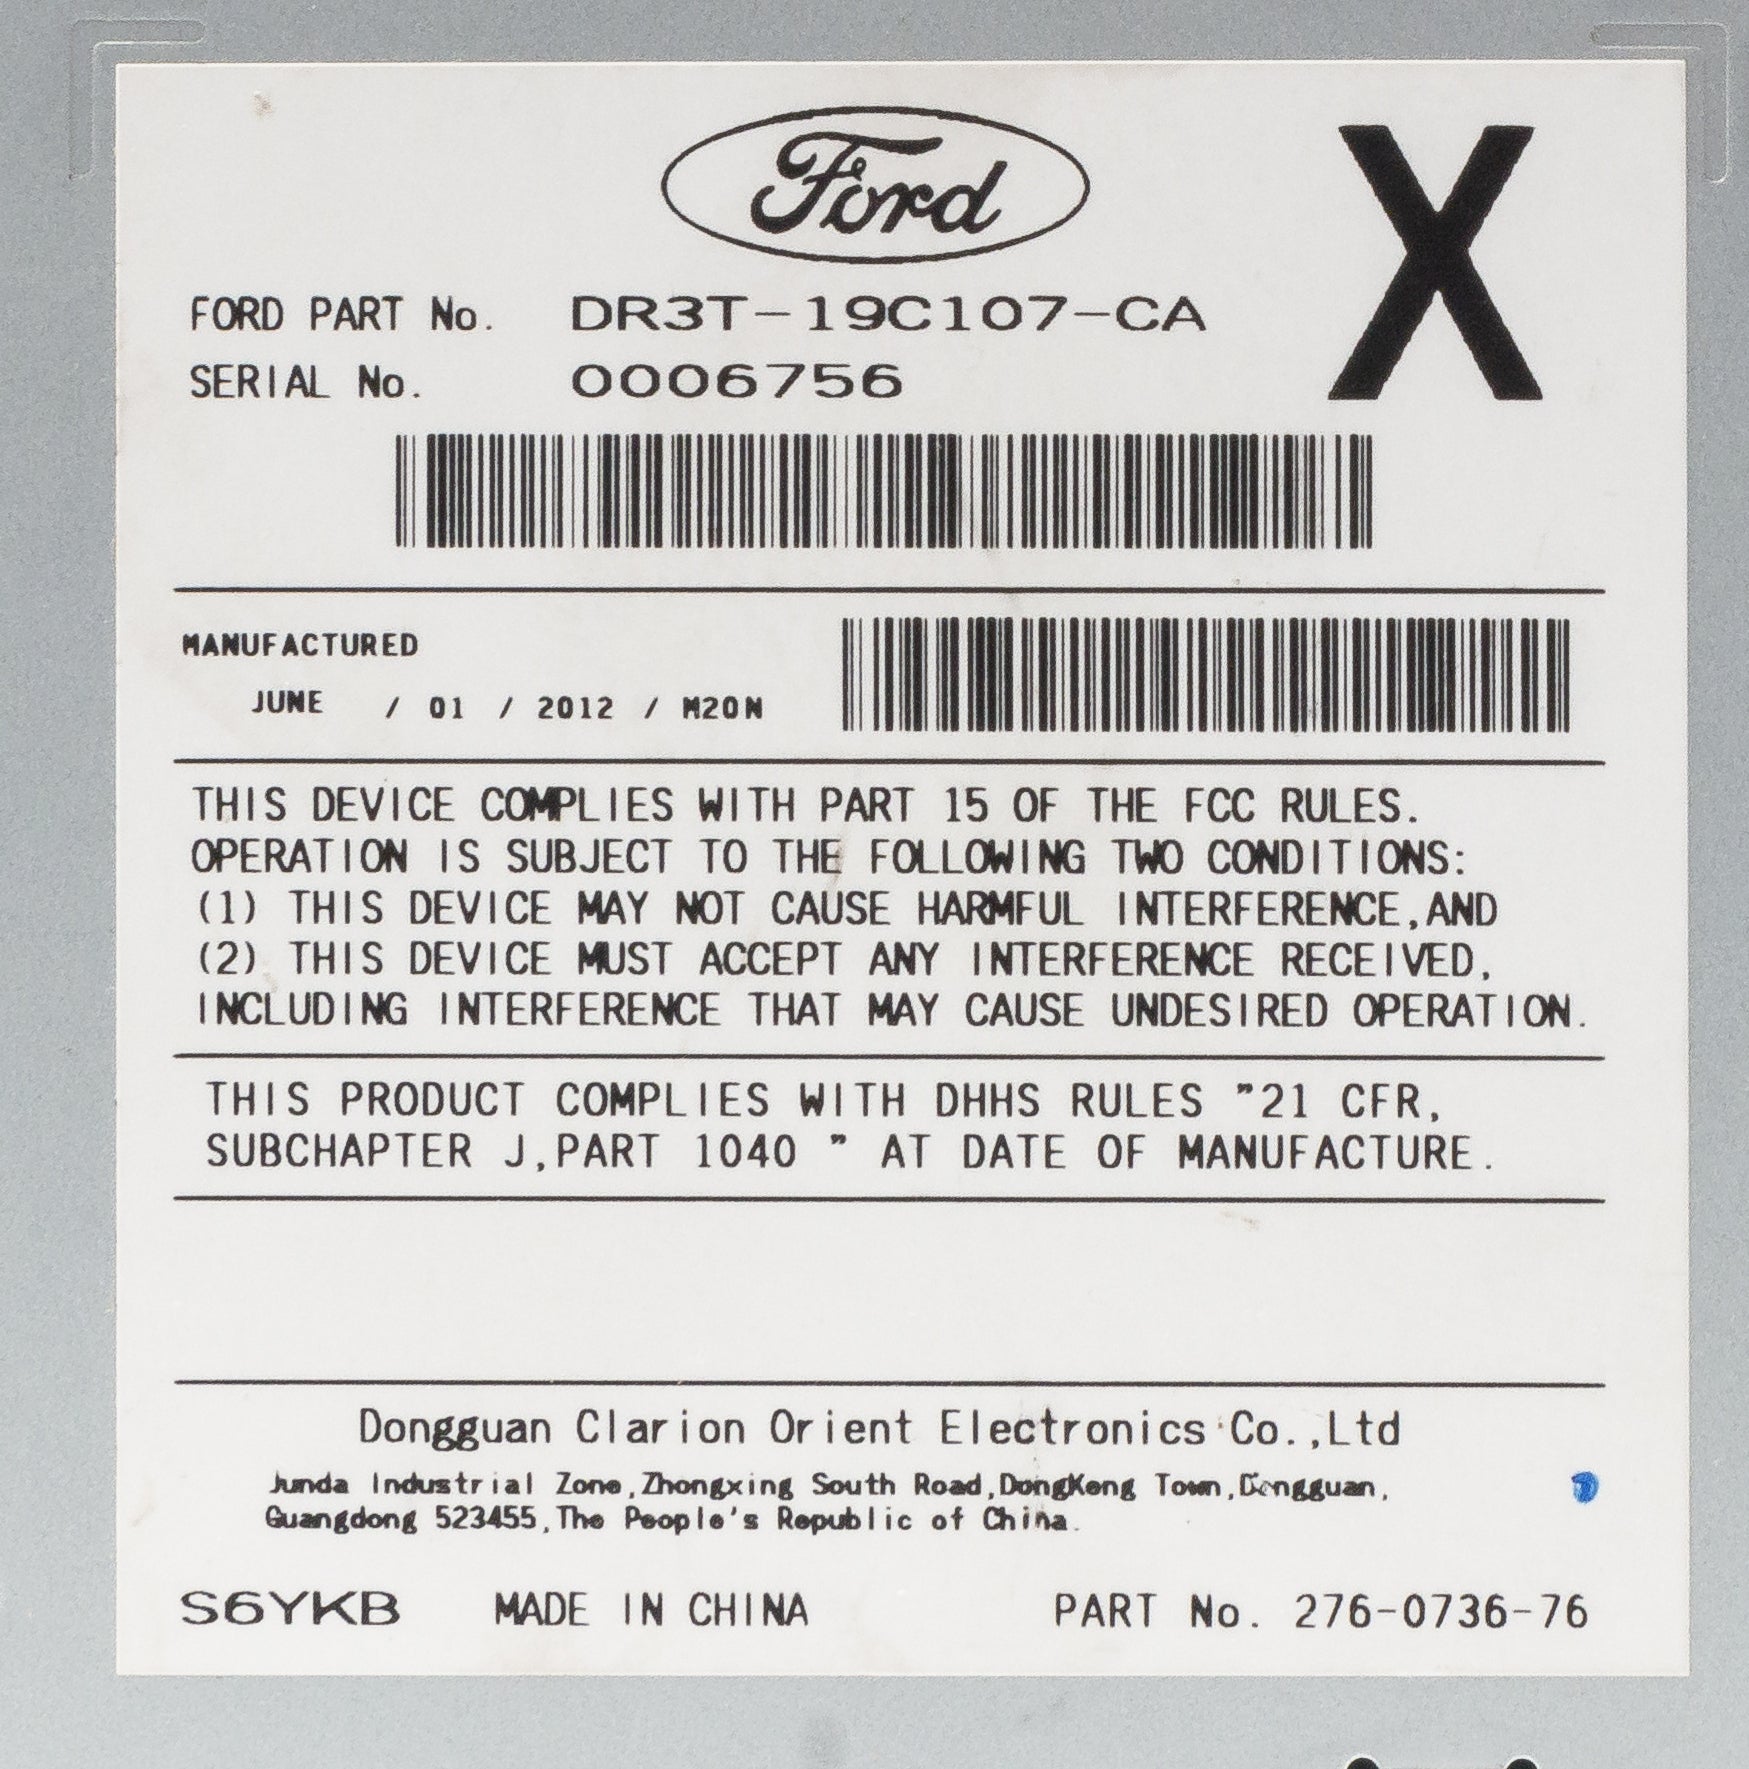 Ford
X
FORD PART No. DR3T-19C107-CA
SERIAL No. 0006756
MANUFACTURED
JUNE / 01 / 2012 / M20N
THIS DEVICE COMPLIES WITH PART 15 OF THE FCC RULES.
OPERATION IS SUBJECT TO THE FOLLOWING TWO CONDITIONS:
(1) THIS DEVICE MAY NOT CAUSE HARMFUL INTERFERENCE,AND
(2) THIS DEVICE MUST ACCEPT ANY INTERFERENCE RECEIVED,
INCLUDING INTERFERENCE THAT MAY CAUSE UNDESIRED OPERATION.
THIS PRODUCT COMPLIES WITH DHHS RULES "21 CFR,
SUBCHAPTER J,PART 1040 " AT DATE OF MANUFACTURE.
Dongguan Clarion Orient Electronics Co.,Ltd
Junda Industrial Zone,Zhongxing South Road,DongKeng Town,Dongguan,
Guangdong 523455,The People's Republic of China.
S6YKB MADE IN CHINA PART No. 276-0736-76